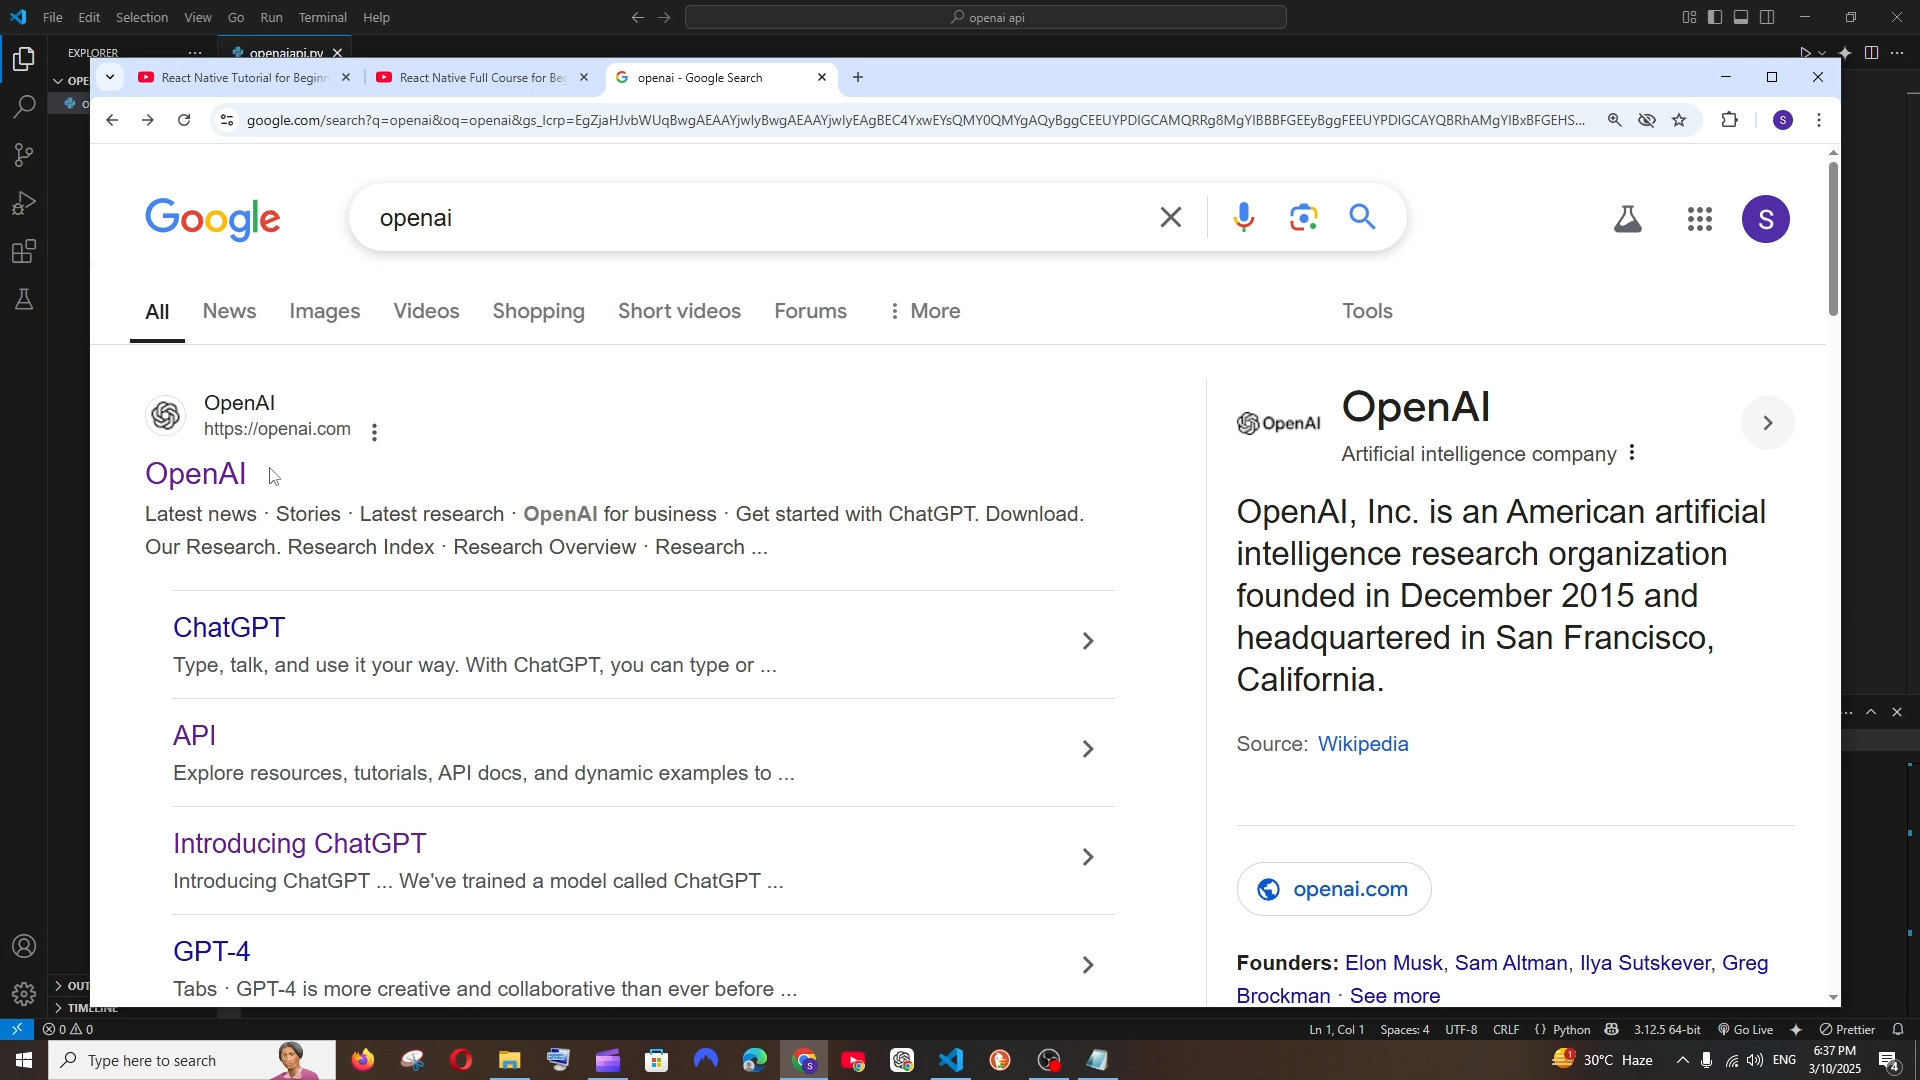 File Edit Selection View Go Run Terminal Help
openai api
EXPLORER
openaiapi.py
React Native Tutorial for Beginn
React Native Full Course for Beg
openai - Google Search
google.com/search?q=openai&oq=openai&gs_lcrp=EgZjaHJvbWUqBwgAEAAYjwIyBwgAEAAYjwIyEAgBEC4YxwEYsQMY0QMYgAQyBggCEEUYPDIGCAMQRRg8MgYIBBBFGEEyBggFEEUYPDIGCAYQBRhAMgYIBxBFGEHS...
S
Google
openai
S
All News Images Videos Shopping Short videos Forums More Tools
OpenAI
https://openai.com
OpenAI
Latest news · Stories · Latest research · OpenAI for business · Get started with ChatGPT. Download.
Our Research. Research Index · Research Overview · Research ...
ChatGPT
Type, talk, and use it your way. With ChatGPT, you can type or ...
API
Explore resources, tutorials, API docs, and dynamic examples to ...
Introducing ChatGPT
Introducing ChatGPT ... We've trained a model called ChatGPT ...
GPT-4
Tabs · GPT-4 is more creative and collaborative than ever before ...
OpenAI
OpenAI
Artificial intelligence company
OpenAI, Inc. is an American artificial
intelligence research organization
founded in December 2015 and
headquartered in San Francisco,
California.
Source: Wikipedia
openai.com
Founders: Elon Musk, Sam Altman, Ilya Sutskever, Greg
Brockman · See more
OUT
TIMELINE
0 0
Ln 1, Col 1 Spaces: 4 UTF-8 CRLF {} Python 3.12.5 64-bit Go Live Prettier
Type here to search
30°C Haze
ENG
6:37 PM
3/10/2025
4